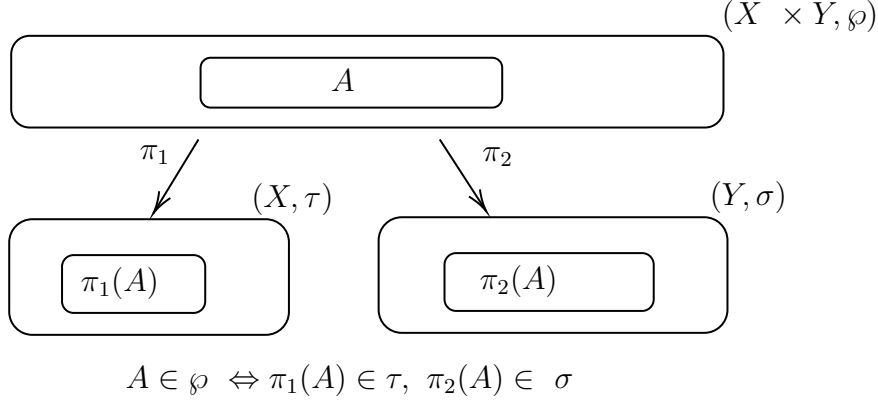 (X × Y, ℘)
A
π₁ π₂
(X, τ) (Y, σ)
π₁(A) π₂(A)
A ∈ ℘ ⇔ π₁(A) ∈ τ, π₂(A) ∈ σ